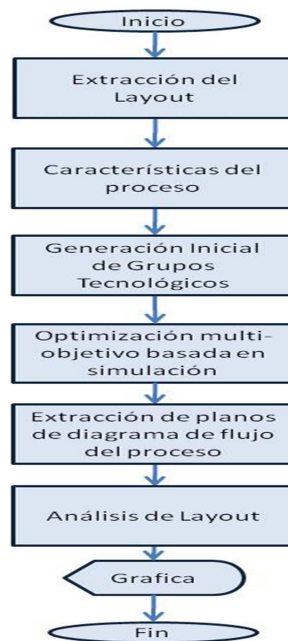 Inicio
Extracción del
Layout
Características del
proceso
Generación Inicial
de Grupos
Tecnológicos
Optimización multi-
objetivo basada en
simulación
Extracción de planos
de diagrama de flujo
del proceso
Análisis de Layout
Grafica
Fin